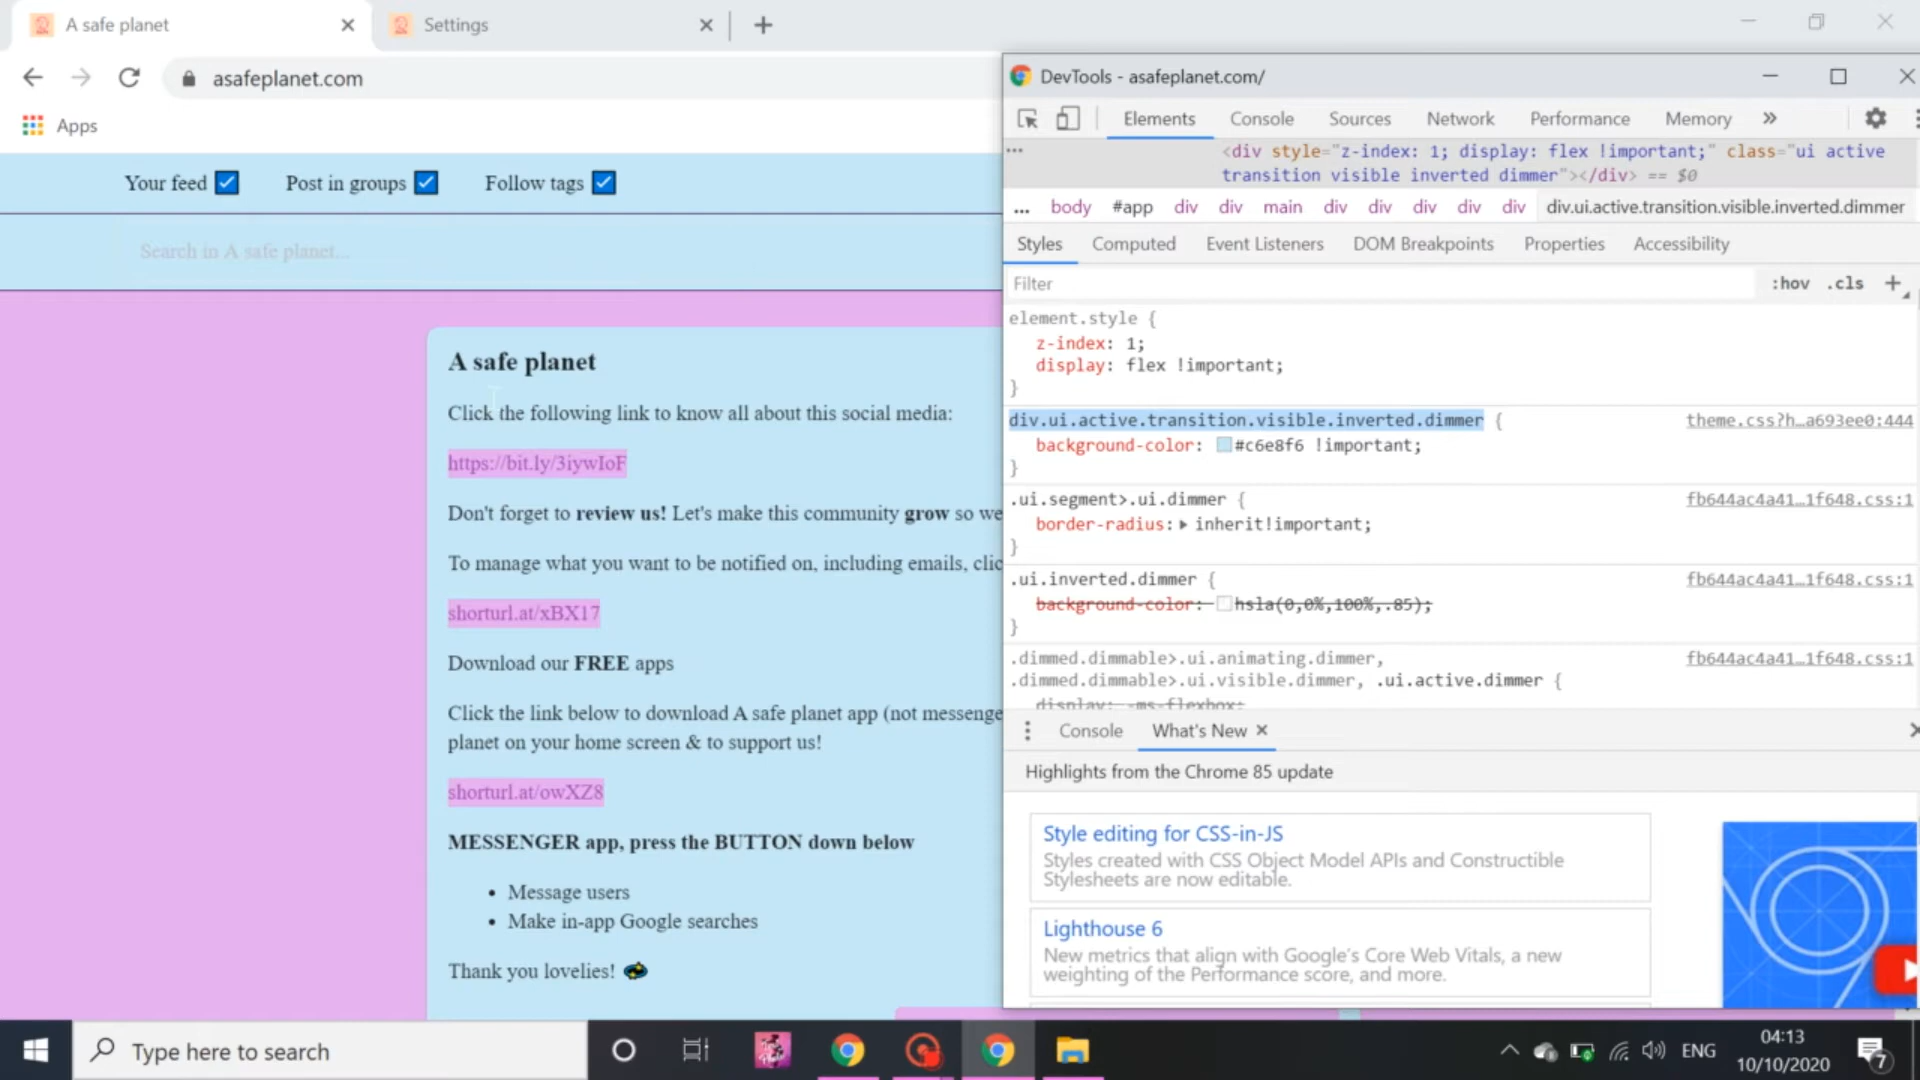 A safe planet
Settings
asafeplanet.com
Apps
Your feed
Post in groups
Follow tags
Search in A safe planet...
A safe planet
Click the following link to know all about this social media:
https://bit.ly/3iywIoF
Don't forget to review us! Let's make this community grow so we
To manage what you want to be notified on, including emails, clic
shorturl.at/xBX17
Download our FREE apps
Click the link below to download A safe planet app (not messenge
planet on your home screen & to support us!
shorturl.at/owXZ8
MESSENGER app, press the BUTTON down below
• Message users
• Make in-app Google searches
Thank you lovelies!
DevTools - asafeplanet.com/
Elements Console Sources Network Performance Memory »
... <div style="z-index: 1; display: flex !important;" class="ui active
transition visible inverted dimmer"></div> == $0
... body #app div div main div div div div div div.ui.active.transition.visible.inverted.dimmer
Styles Computed Event Listeners DOM Breakpoints Properties Accessibility
Filter :hov .cls +
element.style {
z-index: 1;
display: flex !important;
}
div.ui.active.transition.visible.inverted.dimmer { theme.css?h…a693ee0:444
background-color: #c6e8f6 !important;
}
.ui.segment>.ui.dimmer { fb644ac4a41…1f648.css:1
border-radius: inherit!important;
}
.ui.inverted.dimmer { fb644ac4a41…1f648.css:1
background-color: hsla(0,0%,100%,.85);
}
.dimmed.dimmable>.ui.animating.dimmer, fb644ac4a41…1f648.css:1
.dimmed.dimmable>.ui.visible.dimmer, .ui.active.dimmer {
display: -ms-flexbox;
Console What's New
Highlights from the Chrome 85 update
Style editing for CSS-in-JS
Styles created with CSS Object Model APIs and Constructible
Stylesheets are now editable.
Lighthouse 6
New metrics that align with Google's Core Web Vitals, a new
weighting of the Performance score, and more.
Type here to search
ENG
04:13
10/10/2020
7